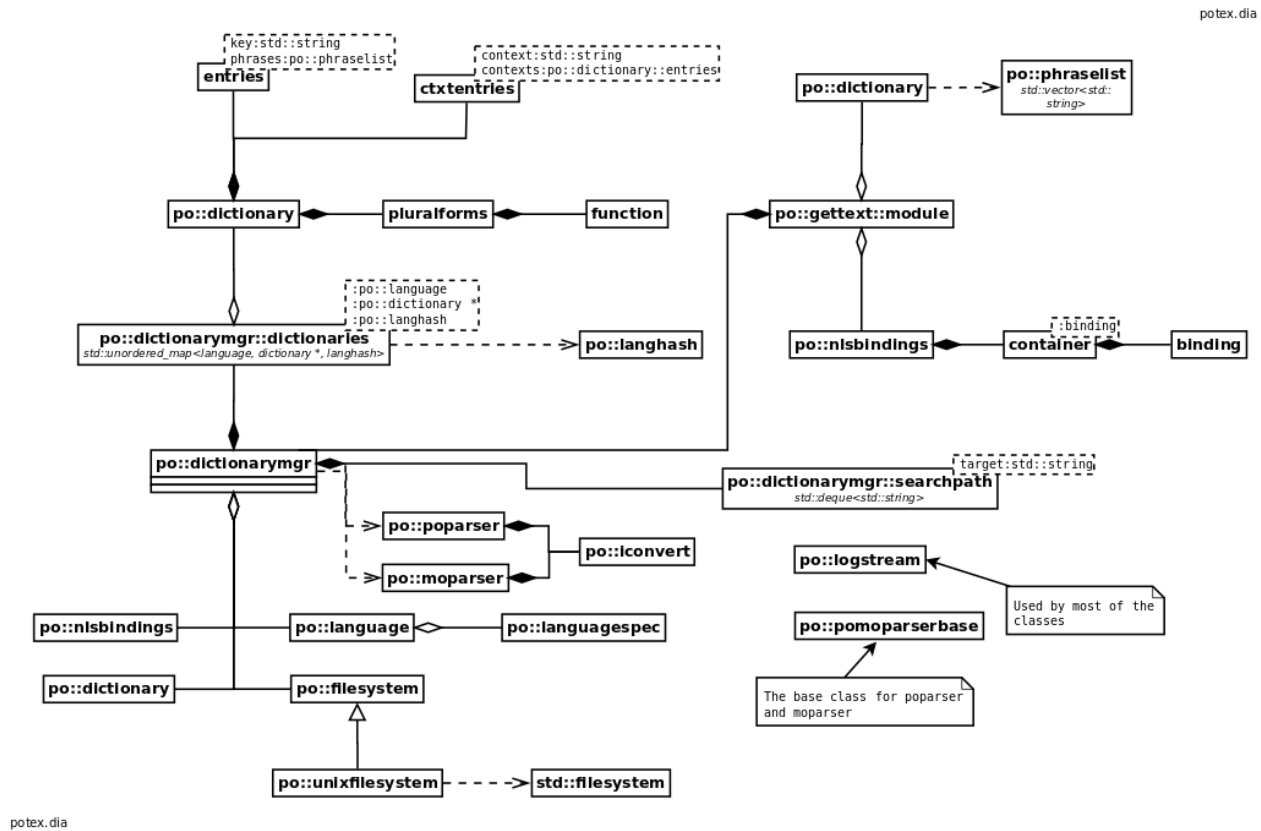 potex.dia
key:std::string
phrases:po::phraselist
entries
context:std::string
contexts:po::dictionary::entries
ctxtentries
po::dictionary
po::phraselist
std::vector<std::
string>
po::dictionary
pluralforms
function
po::gettext::module
:po::language
:po::dictionary *
:po::langhash
po::dictionarymgr::dictionaries
std::unordered_map<language, dictionary *, langhash>
po::langhash
:binding
po::nlsbindings
container
binding
po::dictionarymgr
target:std::string
po::dictionarymgr::searchpath
std::deque<std::string>
po::poparser
po::iconvert
po::moparser
po::logstream
Used by most of the
classes
po::nlsbindings
po::language
po::languagespec
po::pomoparserbase
The base class for poparser
and moparser
po::dictionary
po::filesystem
po::unixfilesystem
std::filesystem
potex.dia